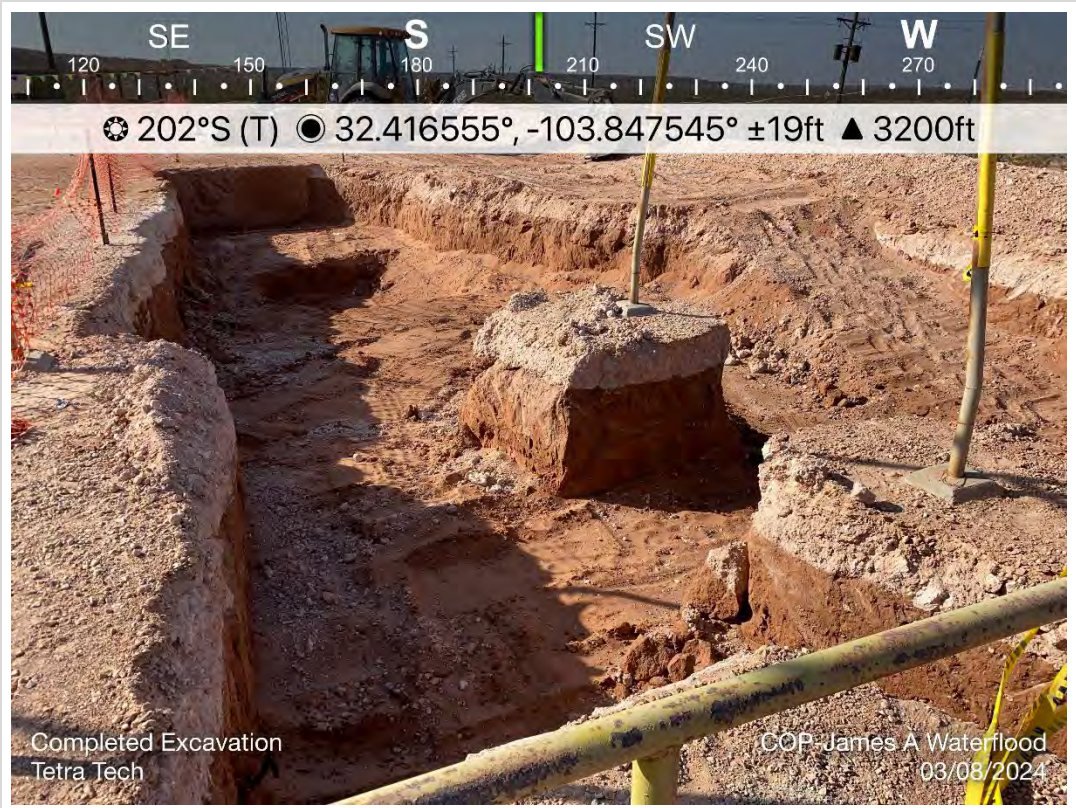 SE S SW W
120 150 180 210 240 270
202°S (T) 32.416555°, -103.847545° ±19ft ▲ 3200ft
Completed Excavation
Tetra Tech
COP-James A Waterflood
03/08/2024